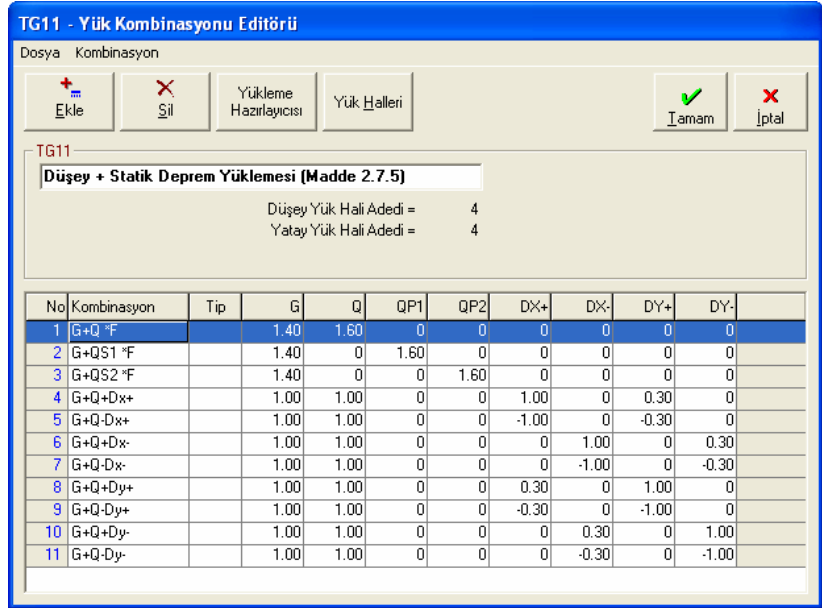 TG11 - Yük Kombinasyonu Editörü
Dosya Kombinasyon
Ekle
Sil
Yükleme
Hazırlayıcısı
Yük Halleri
Tamam
İptal
TG11
Düşey + Statik Deprem Yüklemesi (Madde 2.7.5)
Düşey Yük Hali Adedi = 4
Yatay Yük Hali Adedi = 4
No Kombinasyon Tip G Q QP1 QP2 DX+ DX- DY+ DY-
1 G+Q *F 1.40 1.60 0 0 0 0 0 0
2 G+QS1 *F 1.40 0 1.60 0 0 0 0 0
3 G+QS2 *F 1.40 0 0 1.60 0 0 0 0
4 G+Q+Dx+ 1.00 1.00 0 0 1.00 0 0.30 0
5 G+Q-Dx+ 1.00 1.00 0 0 -1.00 0 -0.30 0
6 G+Q+Dx- 1.00 1.00 0 0 0 1.00 0 0.30
7 G+Q-Dx- 1.00 1.00 0 0 0 -1.00 0 -0.30
8 G+Q+Dy+ 1.00 1.00 0 0 0.30 0 1.00 0
9 G+Q-Dy+ 1.00 1.00 0 0 -0.30 0 -1.00 0
10 G+Q+Dy- 1.00 1.00 0 0 0 0.30 0 1.00
11 G+Q-Dy- 1.00 1.00 0 0 0 -0.30 0 -1.00